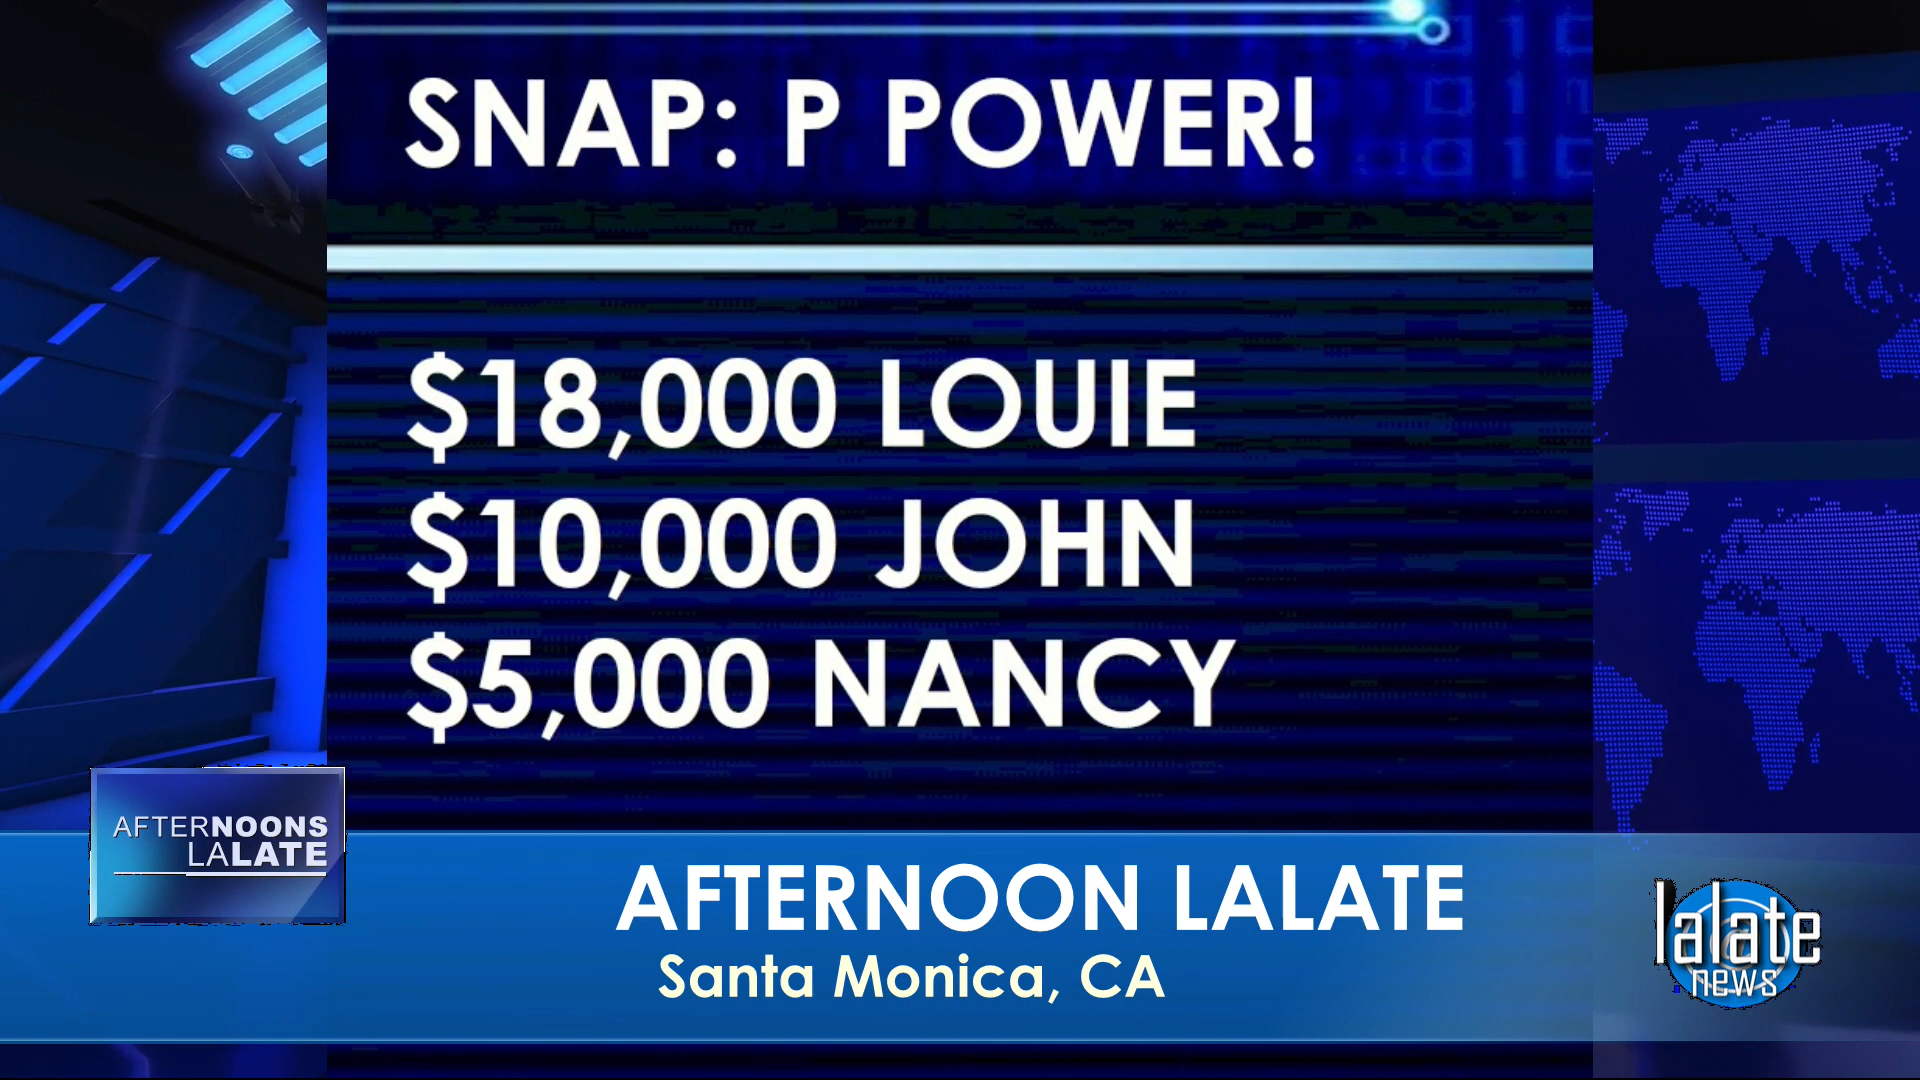 SNAP: P POWER!
$18,000 LOUIE
$10,000 JOHN
$5,000 NANCY
AFTERNOONS
LALATE
AFTERNOON LALATE
Santa Monica, CA
lalate
news